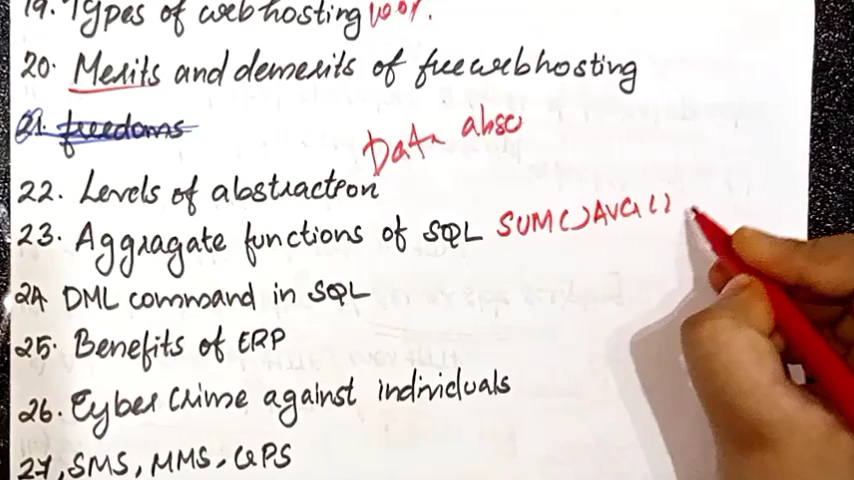 19. Types of webhosting 100%.
20. Merits and demerits of freewebhosting
21. freedoms
Data absc
22. Levels of abstraction
23. Aggragate functions of SQL SUM() AVG()
24 DML command in SQL
25. Benefits of ERP
26. Cyber Crime against individuals
27, SMS, MMS, GPS